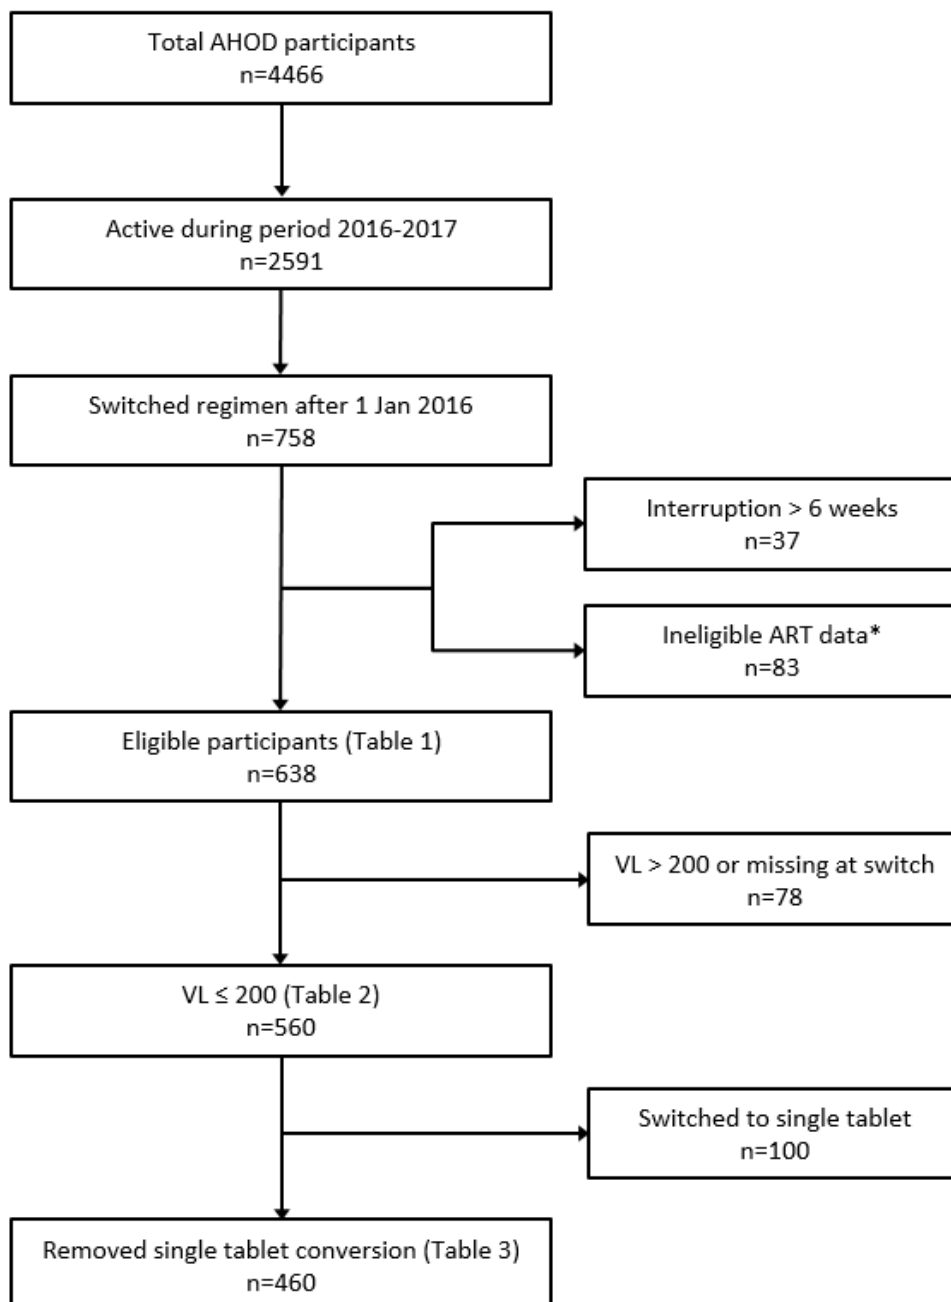 Total AHOD participants
n=4466
Active during period 2016-2017
n=2591
Switched regimen after 1 Jan 2016
n=758
Interruption > 6 weeks
n=37
Ineligible ART data*
n=83
Eligible participants (Table 1)
n=638
VL > 200 or missing at switch
n=78
VL ≤ 200 (Table 2)
n=560
Switched to single tablet
n=100
Removed single tablet conversion (Table 3)
n=460